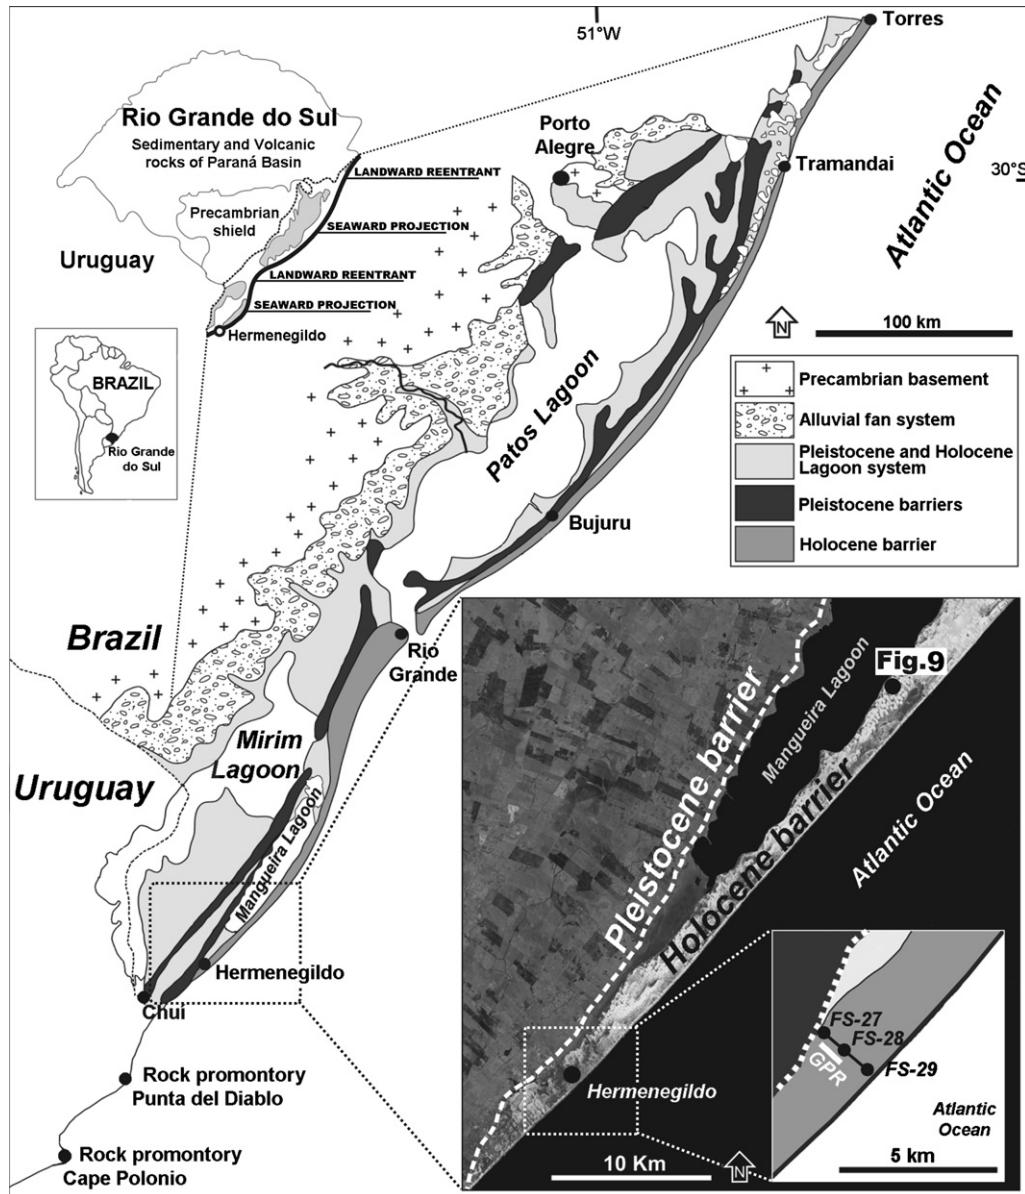 51°W
Torres
Rio Grande do Sul
Sedimentary and Volcanic
rocks of Paraná Basin
Porto
Alegre
Atlantic Ocean
LANDWARD REENTRANT
Tramandai
30°S
Precambrian
shield
SEAWARD PROJECTION
Uruguay
LANDWARD REENTRANT
SEAWARD PROJECTION
Hermenegildo
N
100 km
BRAZIL
Rio Grande
do Sul
Precambrian basement
Alluvial fan system
Pleistocene and Holocene
Lagoon system
Pleistocene barriers
Holocene barrier
Patos Lagoon
Bujuru
Brazil
Rio
Grande
Mirim
Lagoon
Uruguay
Mangueira Lagoon
Hermenegildo
Chui
Rock promontory
Punta del Diablo
Rock promontory
Cape Polonio
Fig.9
Mangueira Lagoon
Pleistocene barrier
Holocene barrier
Atlantic Ocean
Hermenegildo
10 Km
N
FS-27
FS-28
GPR
FS-29
Atlantic
Ocean
5 km